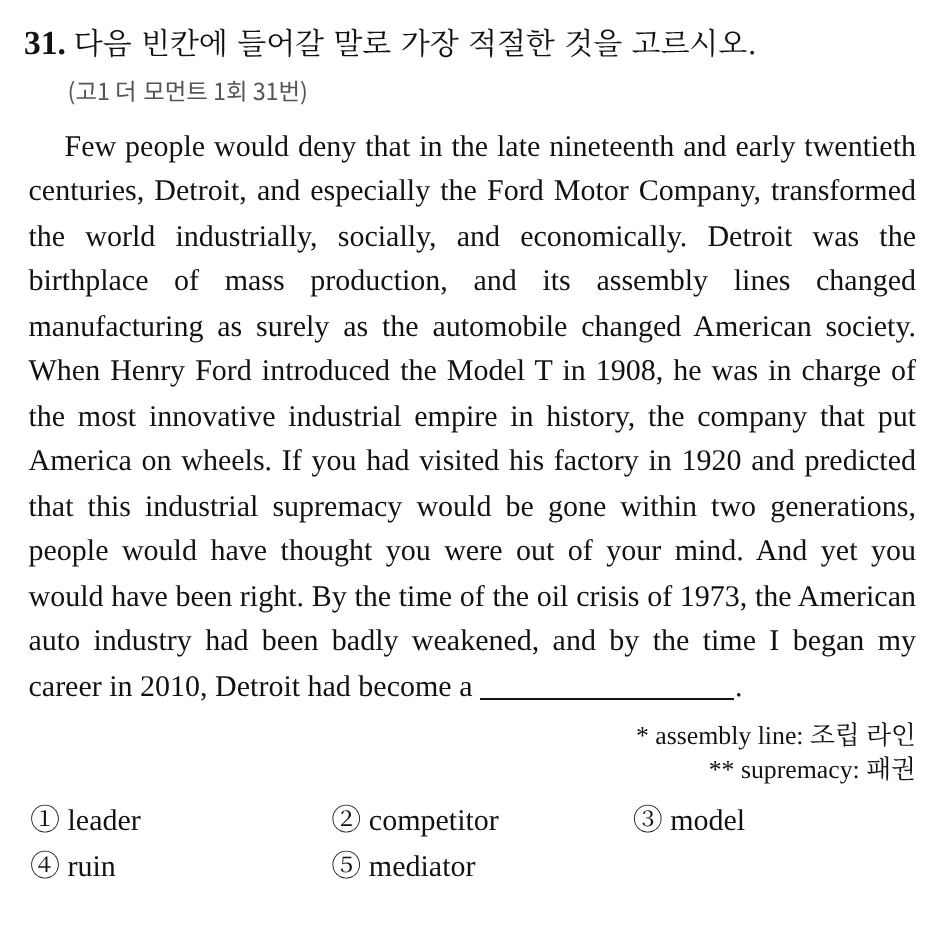 31. 다음 빈칸에 들어갈 말로 가장 적절한 것을 고르시오.
(고1 더 모먼트 1회 31번)
Few people would deny that in the late nineteenth and early twentieth
centuries, Detroit, and especially the Ford Motor Company, transformed
the world industrially, socially, and economically. Detroit was the
birthplace of mass production, and its assembly lines changed
manufacturing as surely as the automobile changed American society.
When Henry Ford introduced the Model T in 1908, he was in charge of
the most innovative industrial empire in history, the company that put
America on wheels. If you had visited his factory in 1920 and predicted
that this industrial supremacy would be gone within two generations,
people would have thought you were out of your mind. And yet you
would have been right. By the time of the oil crisis of 1973, the American
auto industry had been badly weakened, and by the time I began my
career in 2010, Detroit had become a ________________.
* assembly line: 조립 라인
** supremacy: 패권
① leader ② competitor ③ model
④ ruin ⑤ mediator